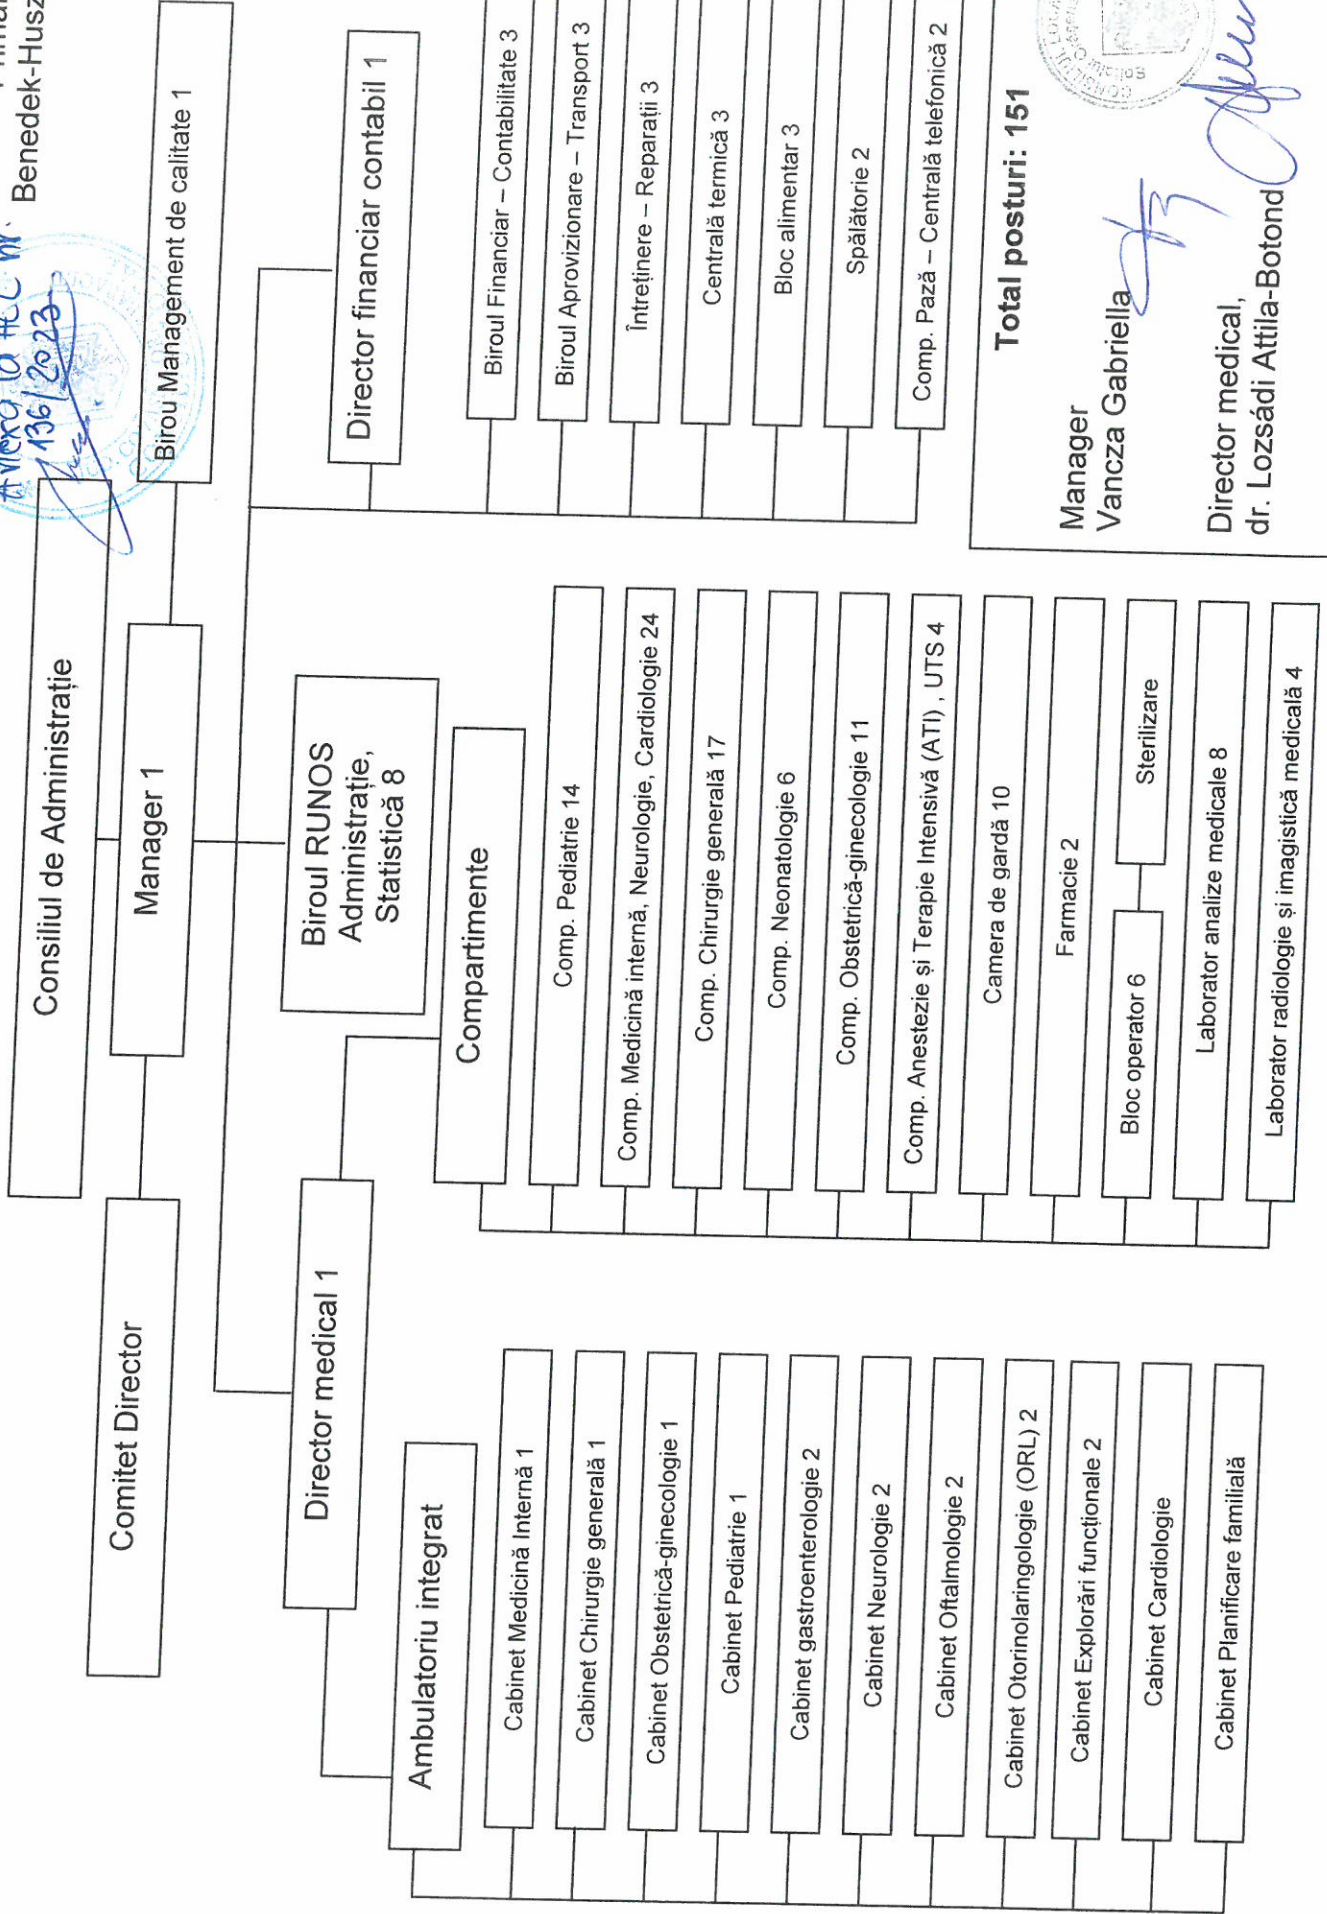 Anexa la HCL nr.
136/2023
Benedek-Husz
Consiliul de Administrație
Comitet Director
Manager 1
Birou Management de calitate 1
Director medical 1
Biroul RUNOS
Administrație,
Statistică 8
Director financiar contabil 1
Ambulatoriu integrat
Cabinet Medicină Internă 1
Cabinet Chirurgie generală 1
Cabinet Obstetrică-ginecologie 1
Cabinet Pediatrie 1
Cabinet gastroenterologie 2
Cabinet Neurologie 2
Cabinet Oftalmologie 2
Cabinet Otorinolaringologie (ORL) 2
Cabinet Explorări funcționale 2
Cabinet Cardiologie
Cabinet Planificare familială
Compartimente
Comp. Pediatrie 14
Comp. Medicină internă, Neurologie, Cardiologie 24
Comp. Chirurgie generală 17
Comp. Neonatologie 6
Comp. Obstetrică-ginecologie 11
Comp. Anestezie și Terapie Intensivă (ATI) , UTS 4
Camera de gardă 10
Farmacie 2
Bloc operator 6
Sterilizare
Laborator analize medicale 8
Laborator radiologie și imagistică medicală 4
Biroul Financiar – Contabilitate 3
Biroul Aprovizionare – Transport 3
Întreținere – Reparații 3
Centrală termică 3
Bloc alimentar 3
Spălătorie 2
Comp. Pază – Centrală telefonică 2
Total posturi: 151
Manager
Vancza Gabriella
Director medical,
dr. Lozsádi Attila-Botond